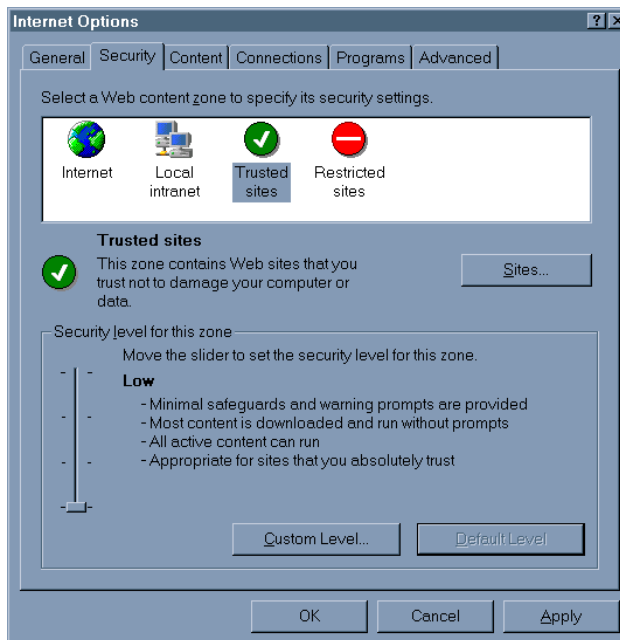 Internet Options
General Security Content Connections Programs Advanced
Select a Web content zone to specify its security settings.
Internet Local intranet Trusted sites Restricted sites
Trusted sites
This zone contains Web sites that you
trust not to damage your computer or
data.
Sites...
Security level for this zone
Move the slider to set the security level for this zone.
Low
- Minimal safeguards and warning prompts are provided
- Most content is downloaded and run without prompts
- All active content can run
- Appropriate for sites that you absolutely trust
Custom Level... Default Level
OK Cancel Apply